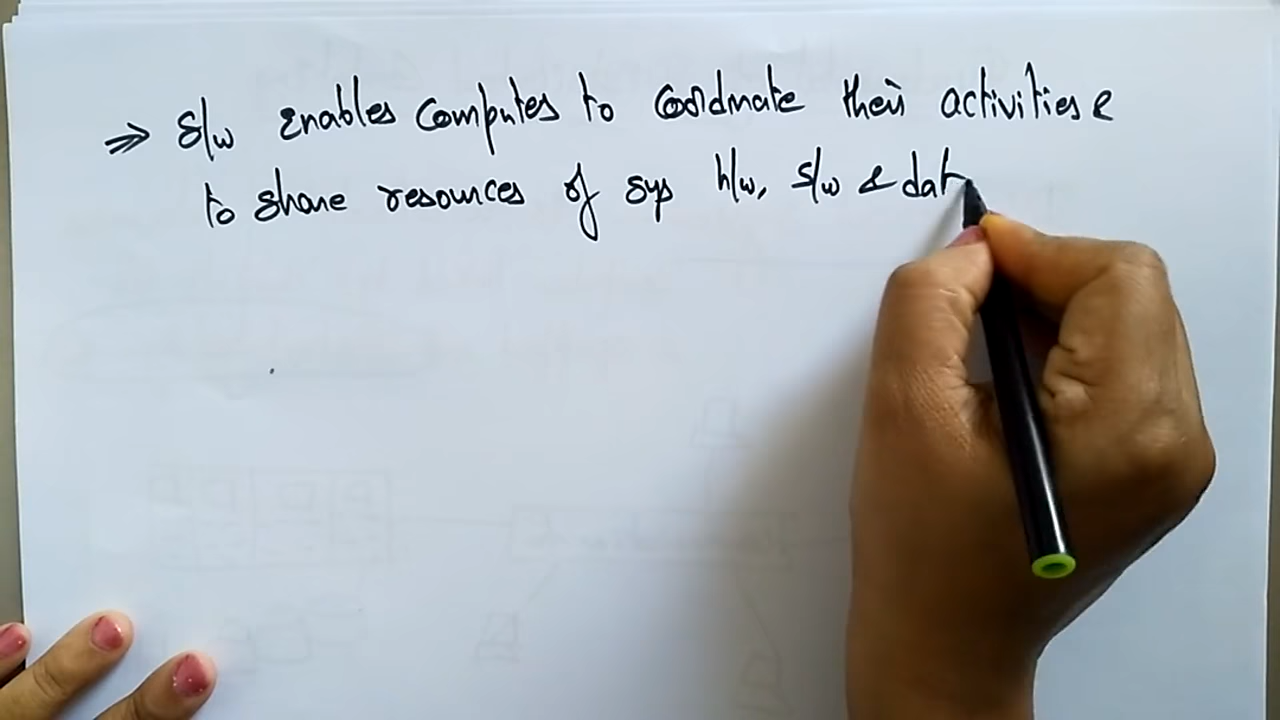 ⇒ S/w Enables Computes to coordinate their activities &
to share resources of sys h/w, s/w & dat